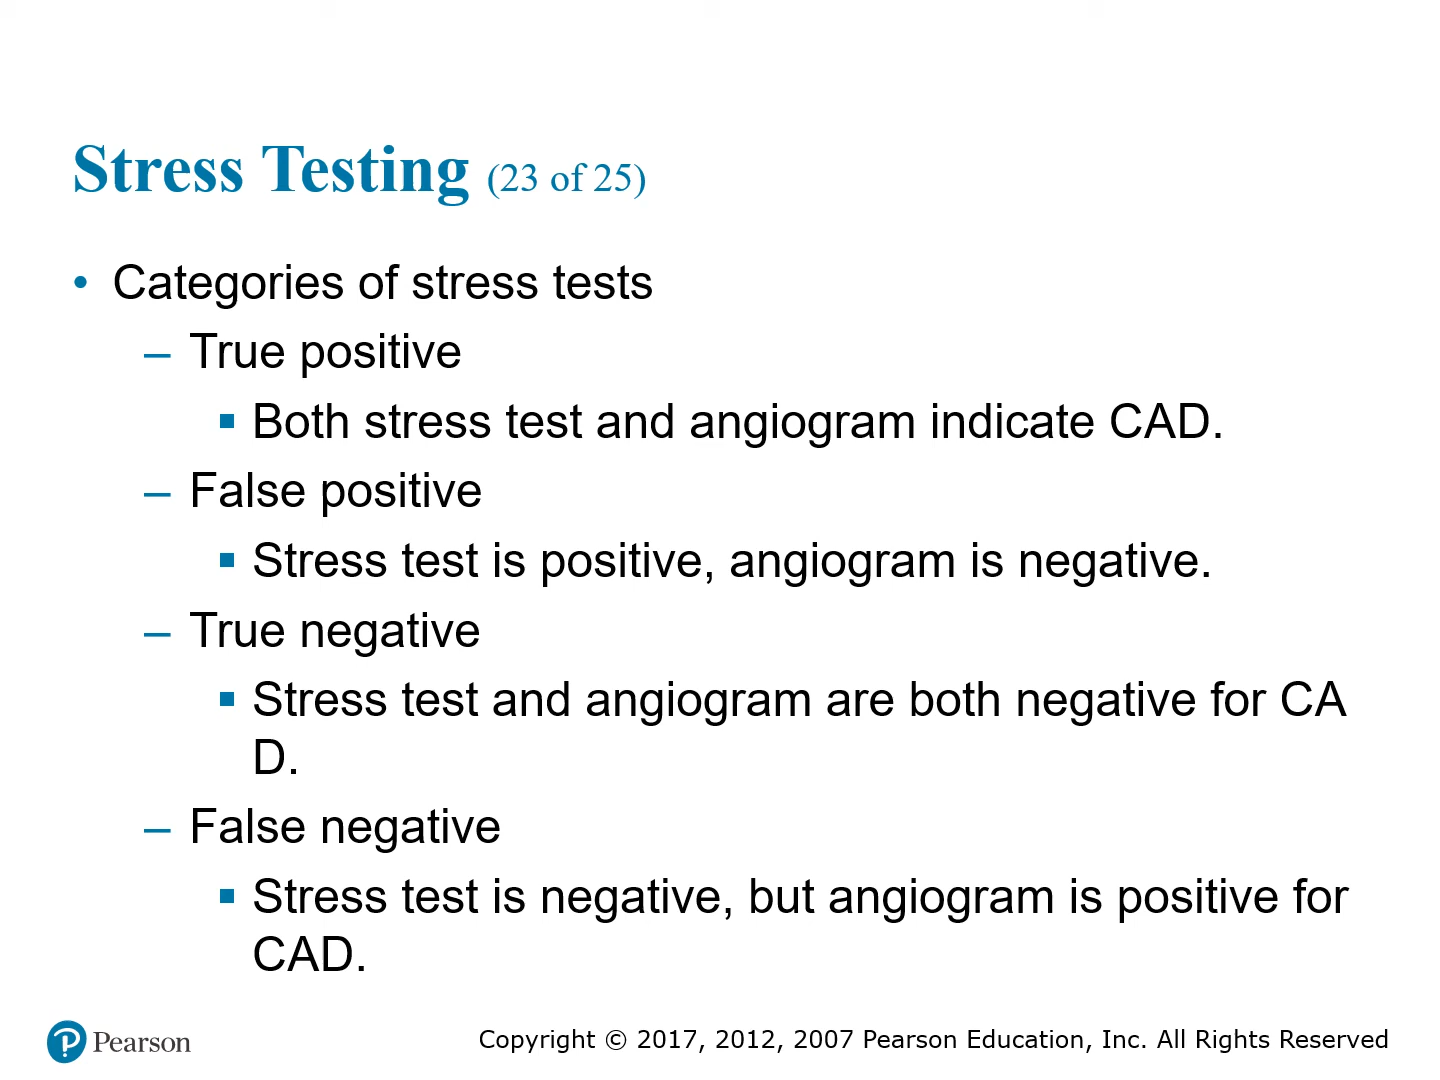 Stress Testing (23 of 25)
• Categories of stress tests
– True positive
▪ Both stress test and angiogram indicate CAD.
– False positive
▪ Stress test is positive, angiogram is negative.
– True negative
▪ Stress test and angiogram are both negative for CA
D.
– False negative
▪ Stress test is negative, but angiogram is positive for
CAD.
Pearson
Copyright © 2017, 2012, 2007 Pearson Education, Inc. All Rights Reserved